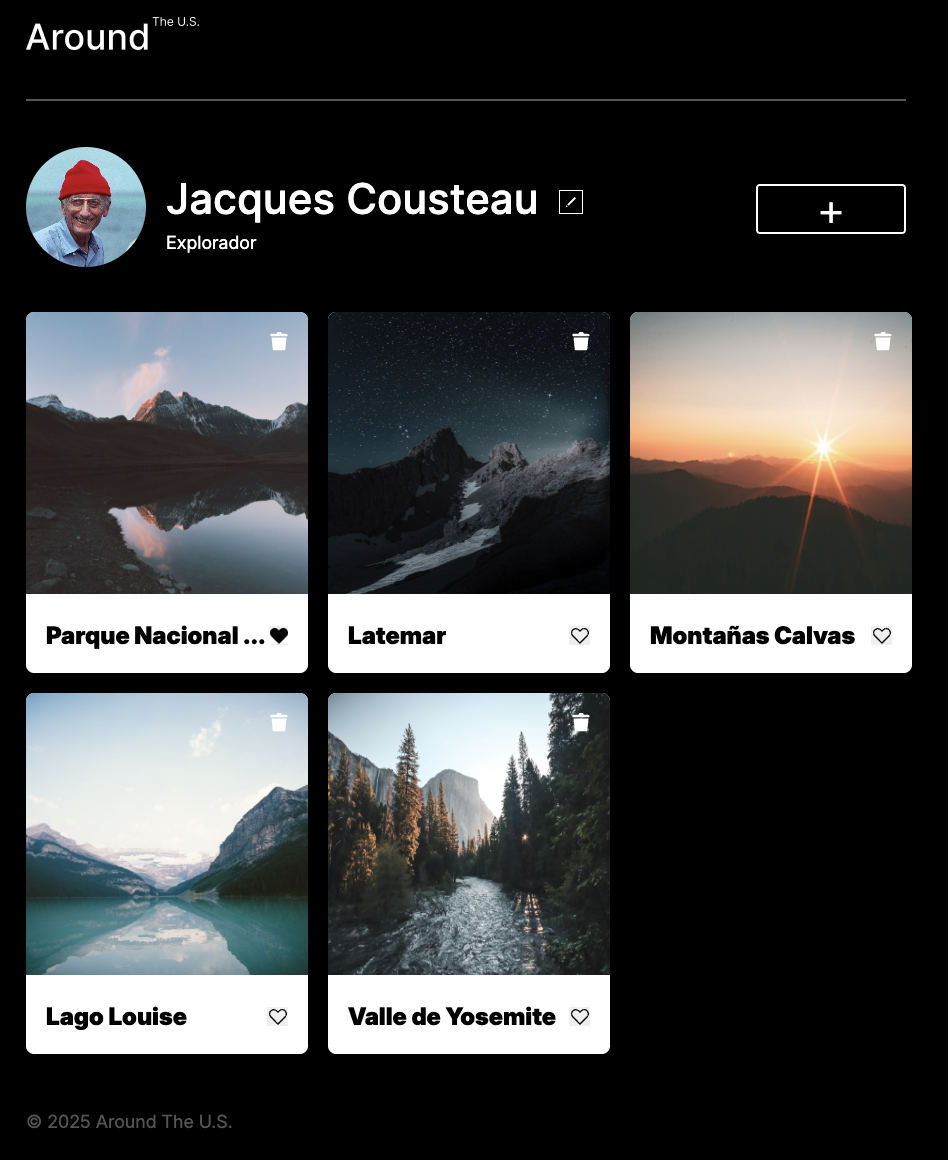 Around The U.S.
Jacques Cousteau
Explorador
+
Parque Nacional ...
Latemar
Montañas Calvas
Lago Louise
Valle de Yosemite
© 2025 Around The U.S.